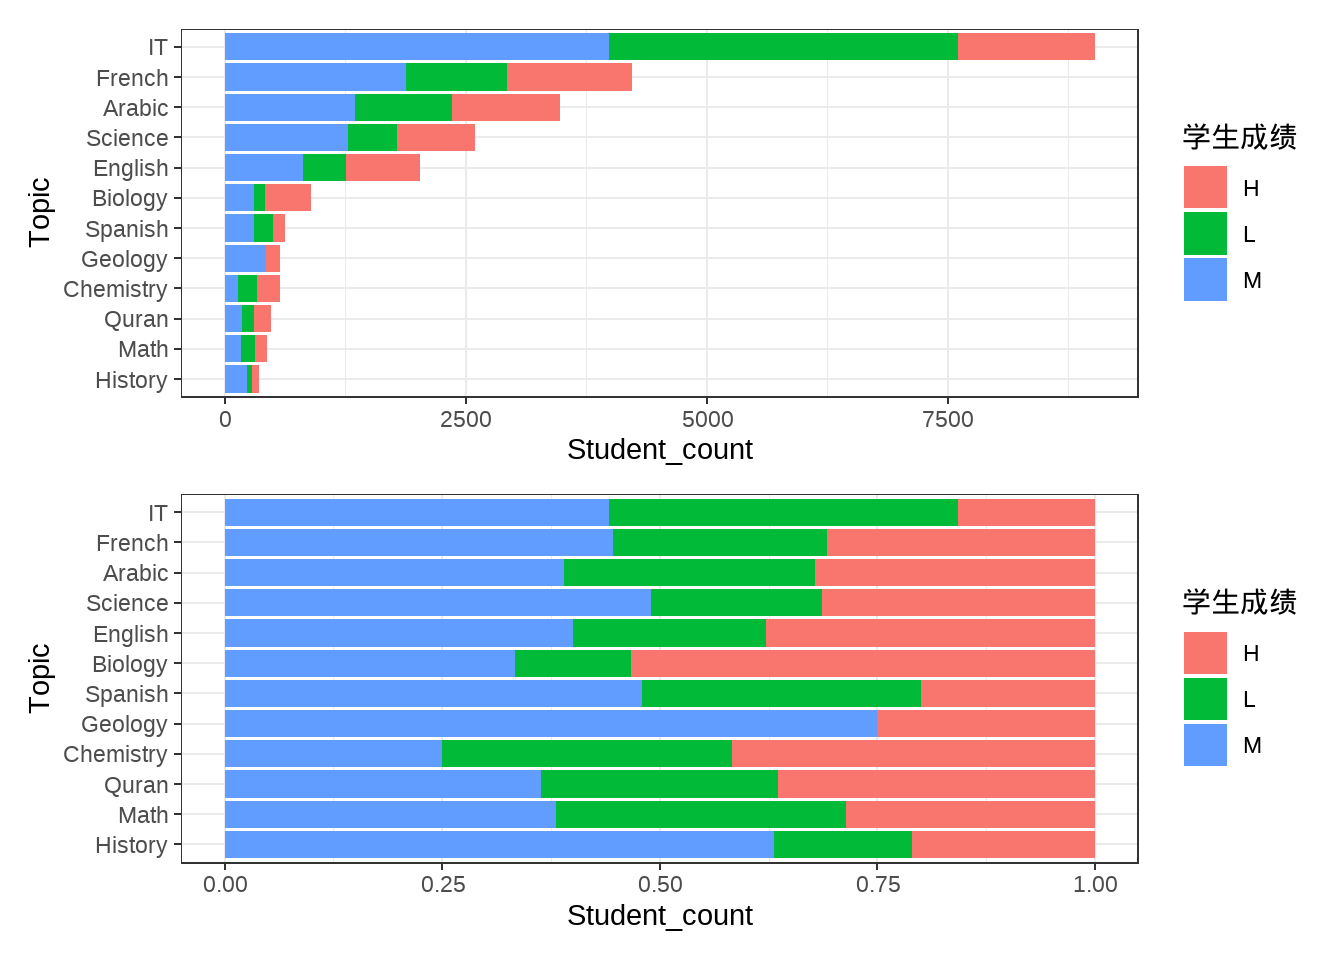 IT
French
Arabic
Science
English
Biology
Spanish
Geology
Chemistry
Quran
Math
History
Topic
0 2500 5000 7500
Student_count
学生成绩
H
L
M
IT
French
Arabic
Science
English
Biology
Spanish
Geology
Chemistry
Quran
Math
History
Topic
0.00 0.25 0.50 0.75 1.00
Student_count
学生成绩
H
L
M